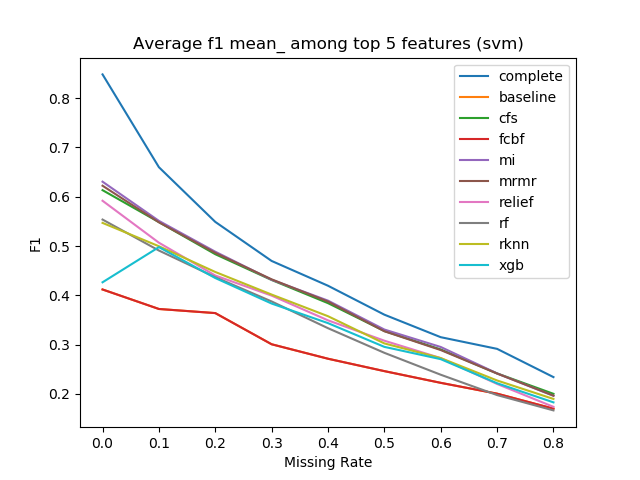 Average f1 mean_ among top 5 features (svm)
complete
baseline
cfs
fcbf
mi
mrmr
relief
rf
rknn
xgb
F1
0.8
0.7
0.6
0.5
0.4
0.3
0.2
0.0 0.1 0.2 0.3 0.4 0.5 0.6 0.7 0.8
Missing Rate